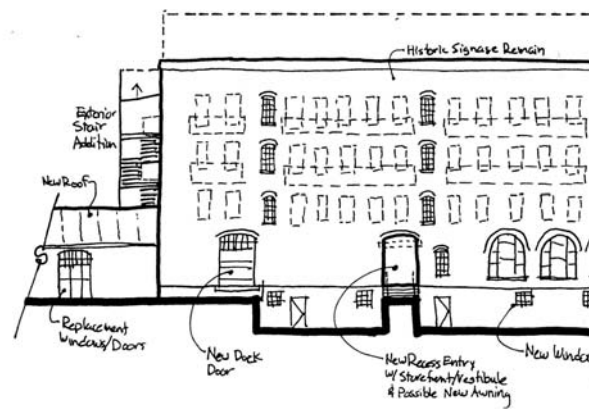 Historic Signage Remain
Exterior
Stair
Addition
New Roof
Replacement
Windows/Doors
New Dock
Door
New Recess Entry
w/ Storefront/Vestibule
& Possible New Awning
New Windo